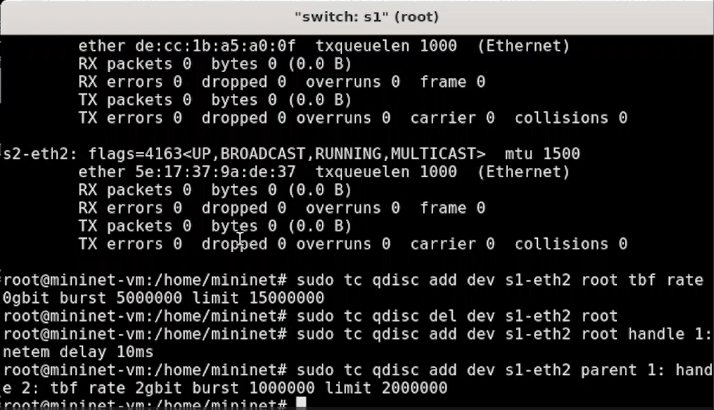 "switch: s1" (root)
ether de:cc:1b:a5:a0:0f txqueuelen 1000 (Ethernet)
RX packets 0 bytes 0 (0.0 B)
RX errors 0 dropped 0 overruns 0 frame 0
TX packets 0 bytes 0 (0.0 B)
TX errors 0 dropped 0 overruns 0 carrier 0 collisions 0
s2-eth2: flags=4163<UP,BROADCAST,RUNNING,MULTICAST> mtu 1500
ether 5e:17:37:9a:de:37 txqueuelen 1000 (Ethernet)
RX packets 0 bytes 0 (0.0 B)
RX errors 0 dropped 0 overruns 0 frame 0
TX packets 0 bytes 0 (0.0 B)
TX errors 0 dropped 0 overruns 0 carrier 0 collisions 0
root@mininet-vm:/home/mininet# sudo tc qdisc add dev s1-eth2 root tbf rate
0gbit burst 5000000 limit 15000000
root@mininet-vm:/home/mininet# sudo tc qdisc del dev s1-eth2 root
root@mininet-vm:/home/mininet# sudo tc qdisc add dev s1-eth2 root handle 1:
netem delay 10ms
root@mininet-vm:/home/mininet# sudo tc qdisc add dev s1-eth2 parent 1: hand
e 2: tbf rate 2gbit burst 1000000 limit 2000000
root@mininet-vm:/home/mininet#